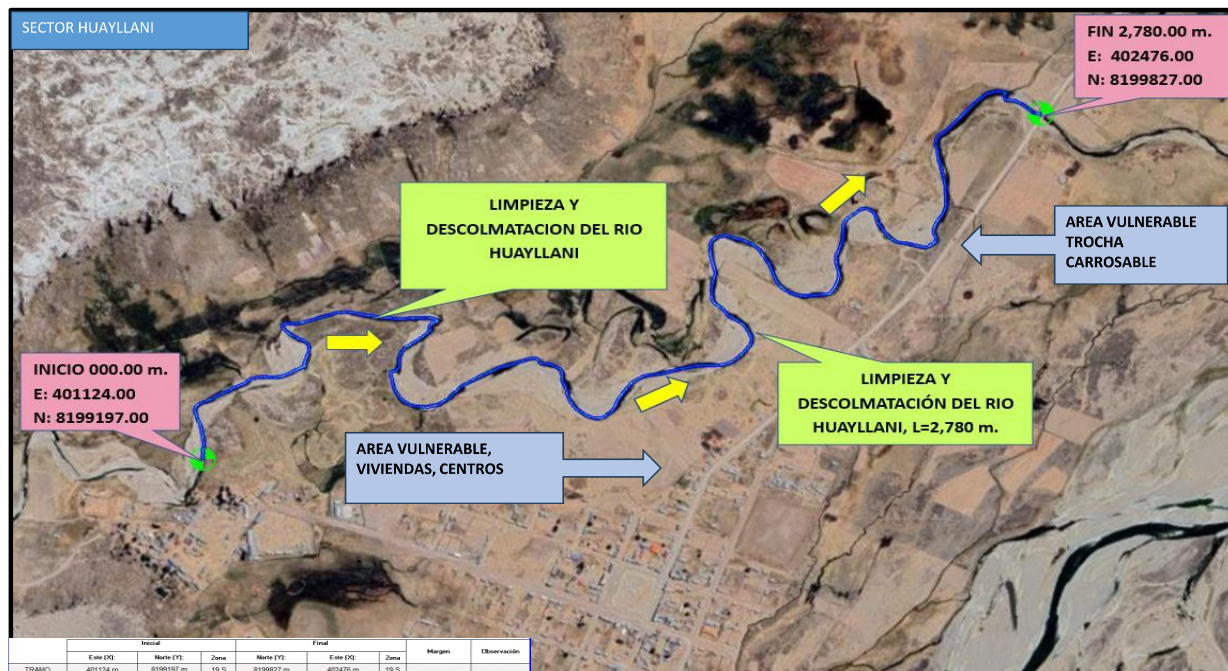 SECTOR HUAYLLANI
FIN 2,780.00 m.
E: 402476.00
N: 8199827.00
LIMPIEZA Y
DESCOLMATACION DEL RIO
HUAYLLANI
AREA VULNERABLE
TROCHA
CARROSABLE
INICIO 000.00 m.
E: 401124.00
N: 8199197.00
LIMPIEZA Y
DESCOLMATACIÓN DEL RIO
HUAYLLANI, L=2,780 m.
AREA VULNERABLE,
VIVIENDAS, CENTROS
Inicial Final Margen Observación
Este (X): Norte (Y): Zona Norte (Y): Este (X): Zona
TRAMO 401124 m 8199197 m 19 S 8199827 m 402476 m 19 S